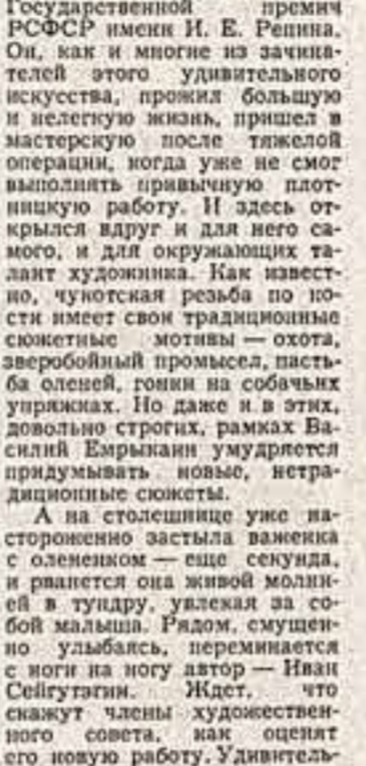 Государственной премии
РСФСР имени И. Е. Репина.
Он, как и многие из зачина-
телей этого удивительного
искусства, прожил большую
и нелегкую жизнь, пришел в
мастерскую после тяжелой
операции, когда уже не смог
выполнять привычную плот-
ницкую работу. И здесь от-
крылся вдруг и для него са-
мого, и для окружающих та-
лант художника. Как извест-
но, чукотская резьба по ко-
сти имеет свои традиционные
сюжетные мотивы — охота,
зверобойный промысел, пасть-
ба оленей, гонки на собачьих
упряжках. Но даже и в этих,
довольно строгих, рамках Ва-
силий Емрыкаин умудряется
придумывать новые, нетра-
диционные сюжеты.
А на столешнице уже на-
стороженно застыла важенка
с олененком — еще секунда,
и рванется она живой молни-
ей в тундру, увлекая за со-
бой малыша. Рядом, смущен-
но улыбаясь, переминается
с ноги на ногу автор — Иван
Сейгутэгин. Ждет, что
скажут члены художествен-
ного совета, как оценят
его новую работу. Удивитель-